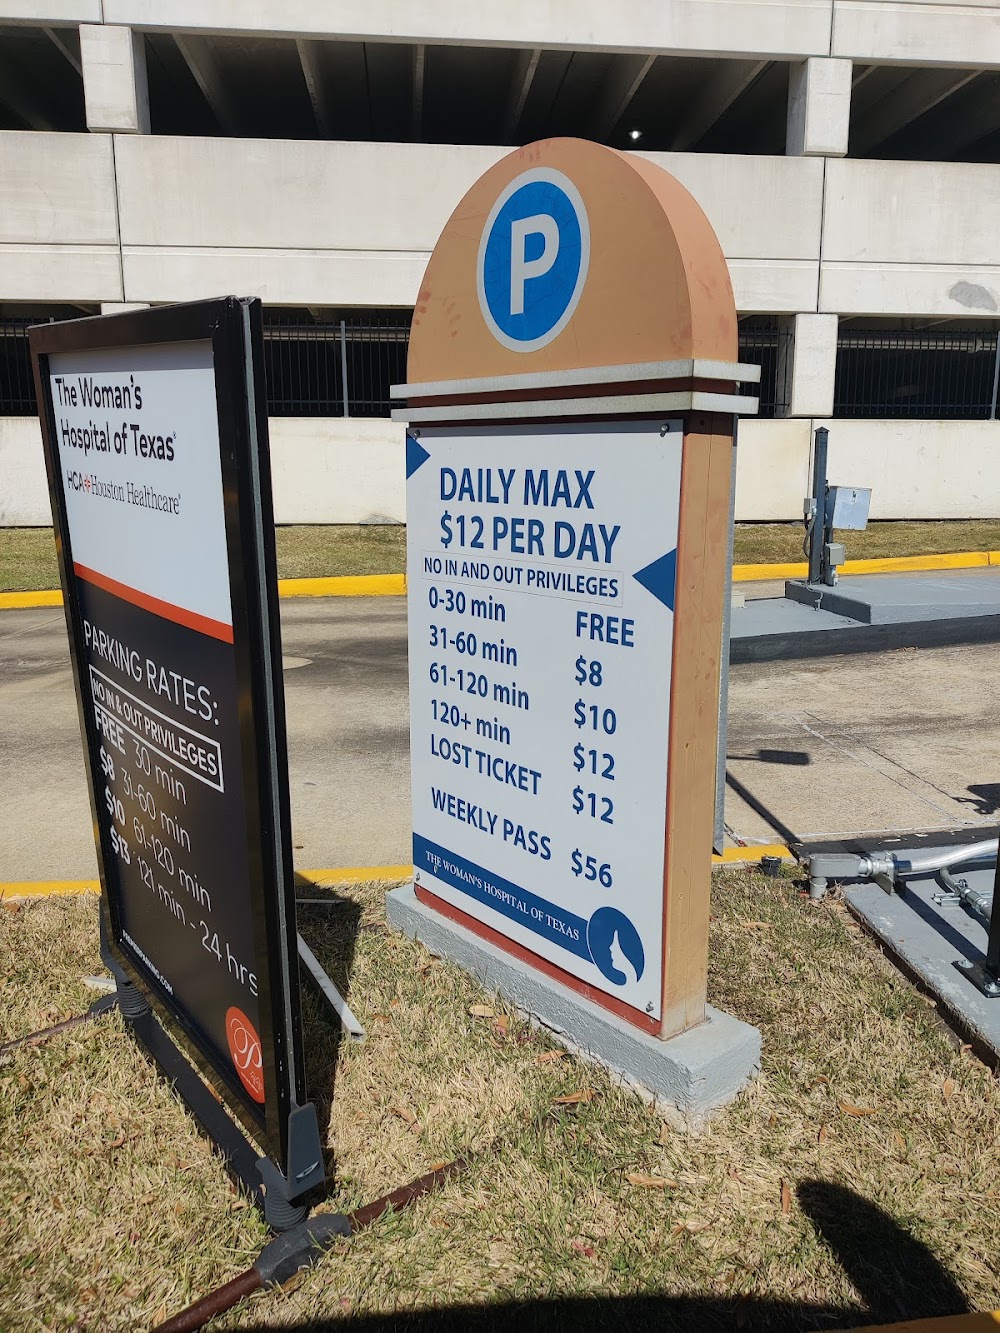 The Woman's
Hospital of Texas
HCA Houston Healthcare
PARKING RATES:
NO IN & OUT PRIVILEGES
FREE 30 min
$8 31-60 min
$10 61-120 min
$13 121 min - 24 hrs
P
DAILY MAX
$12 PER DAY
NO IN AND OUT PRIVILEGES
0-30 min FREE
31-60 min $8
61-120 min $10
120+ min $12
LOST TICKET $12
WEEKLY PASS $56
THE WOMAN'S HOSPITAL OF TEXAS